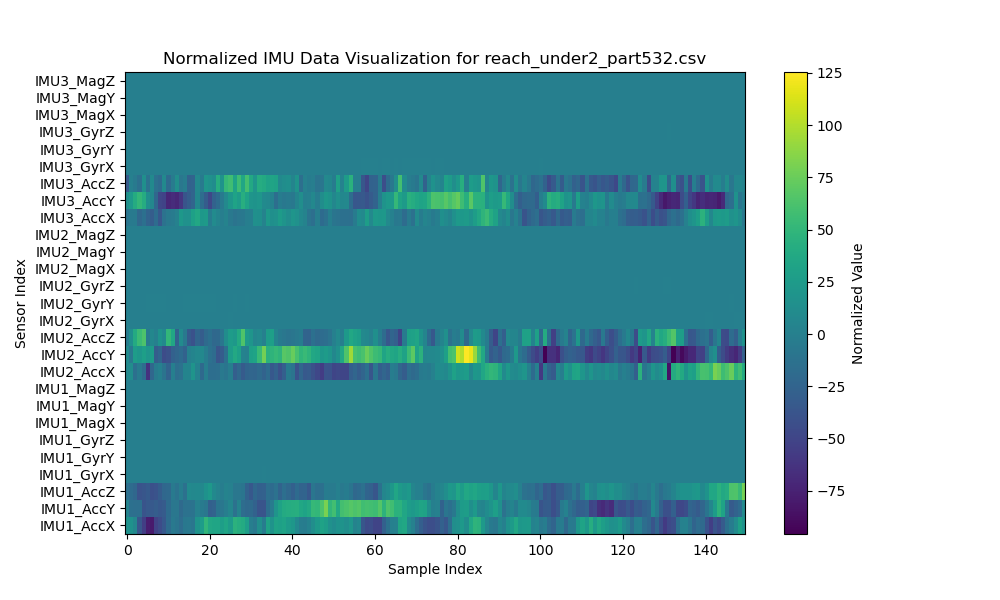 Normalized IMU Data Visualization for reach_under2_part532.csv
IMU3_MagZ
IMU3_MagY
IMU3_MagX
IMU3_GyrZ
IMU3_GyrY
IMU3_GyrX
IMU3_AccZ
IMU3_AccY
IMU3_AccX
IMU2_MagZ
IMU2_MagY
IMU2_MagX
IMU2_GyrZ
IMU2_GyrY
IMU2_GyrX
IMU2_AccZ
IMU2_AccY
IMU2_AccX
IMU1_MagZ
IMU1_MagY
IMU1_MagX
IMU1_GyrZ
IMU1_GyrY
IMU1_GyrX
IMU1_AccZ
IMU1_AccY
IMU1_AccX
Sensor Index
0 20 40 60 80 100 120 140
Sample Index
125
100
75
50
25
0
−25
−50
−75
Normalized Value